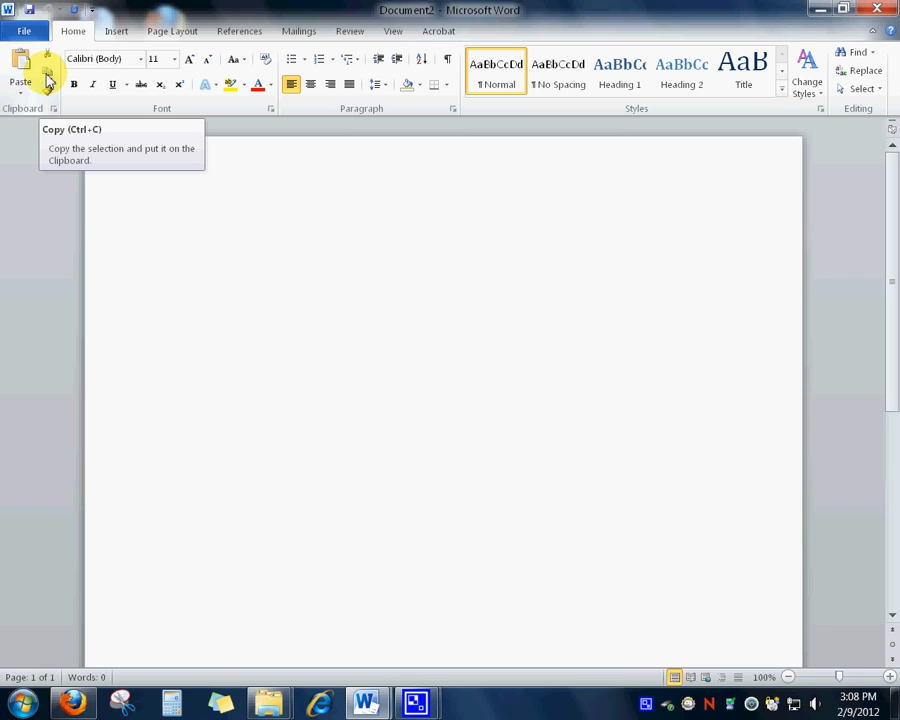 Document2 - Microsoft Word
File Home Insert Page Layout References Mailings Review View Acrobat
Paste Calibri (Body) 11 AaBbCcDd AaBbCcDd AaBbCc AaBbCc AaB Change Styles Find
Replace
¶ Normal ¶ No Spacing Heading 1 Heading 2 Title Select
Clipboard Font Paragraph Styles Editing
Copy (Ctrl+C)
Copy the selection and put it on the
Clipboard.
Page: 1 of 1 Words: 0 100%
3:08 PM
2/9/2012